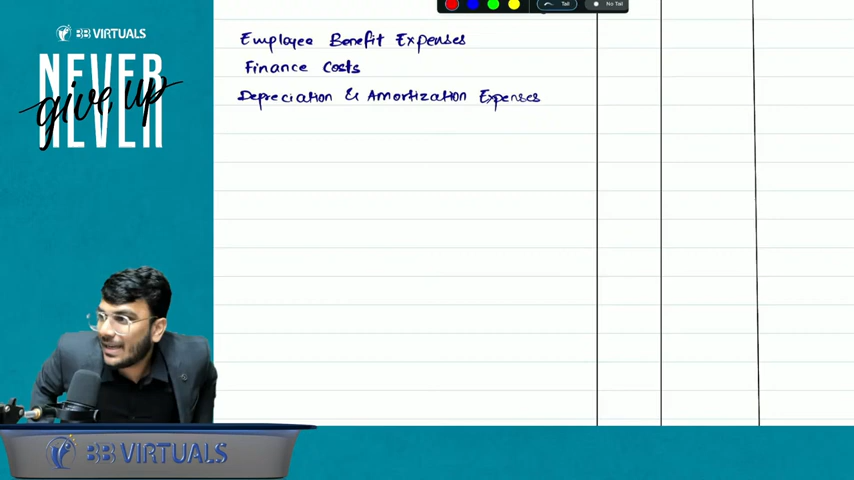 BB VIRTUALS
NEVER
give up
NEVER
Tail
No Tail
Employee Benefit Expenses
Finance Costs
Depreciation & Amortization Expenses
BB VIRTUALS